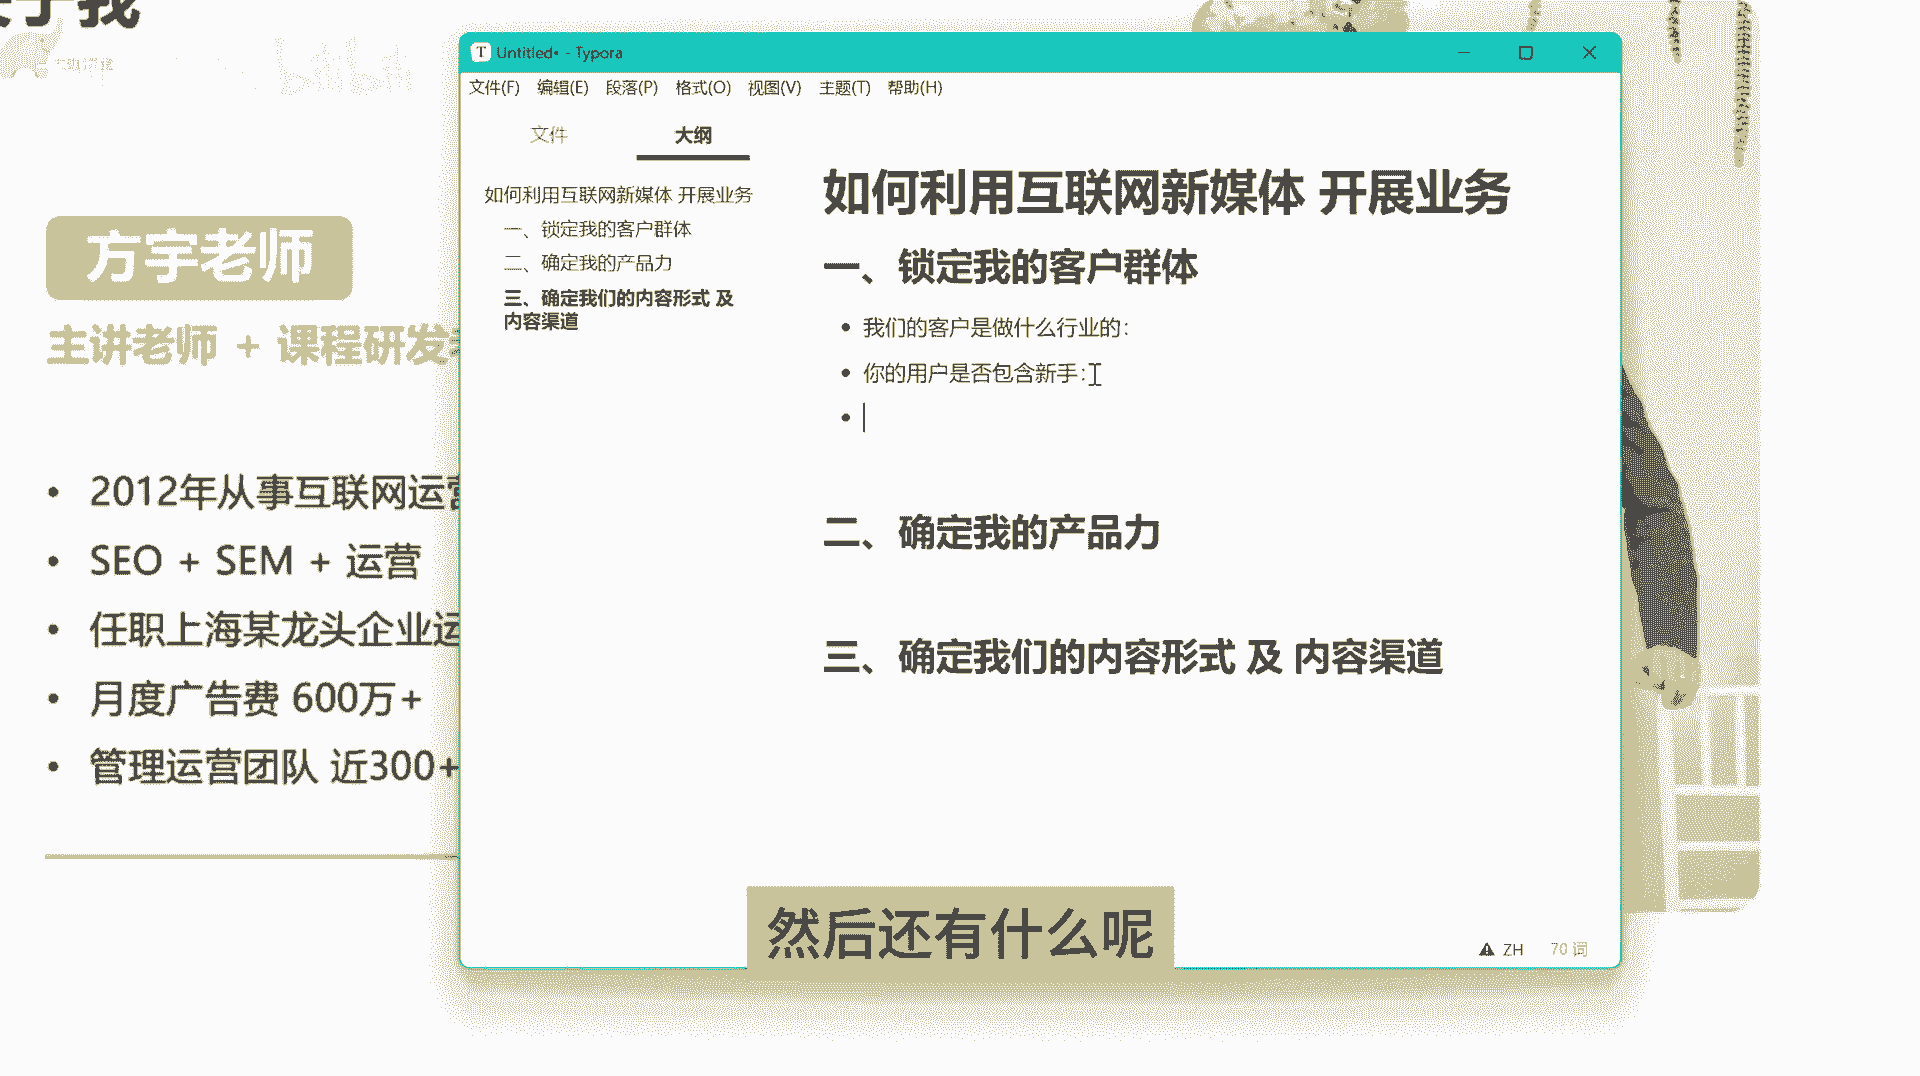 关于我
bilibili
方宇老师
主讲老师 + 课程研发
2012年从事互联网运营
SEO + SEM + 运营
任职上海某龙头企业运
月度广告费 600万+
管理运营团队 近300+
Untitled• - Typora
文件(F) 编辑(E) 段落(P) 格式(O) 视图(V) 主题(T) 帮助(H)
文件 大纲
如何利用互联网新媒体 开展业务
一、锁定我的客户群体
二、确定我的产品力
三、确定我们的内容形式 及
内容渠道
如何利用互联网新媒体 开展业务
一、锁定我的客户群体
我们的客户是做什么行业的：
你的用户是否包含新手：
二、确定我的产品力
三、确定我们的内容形式 及 内容渠道
然后还有什么呢
ZH 70 词